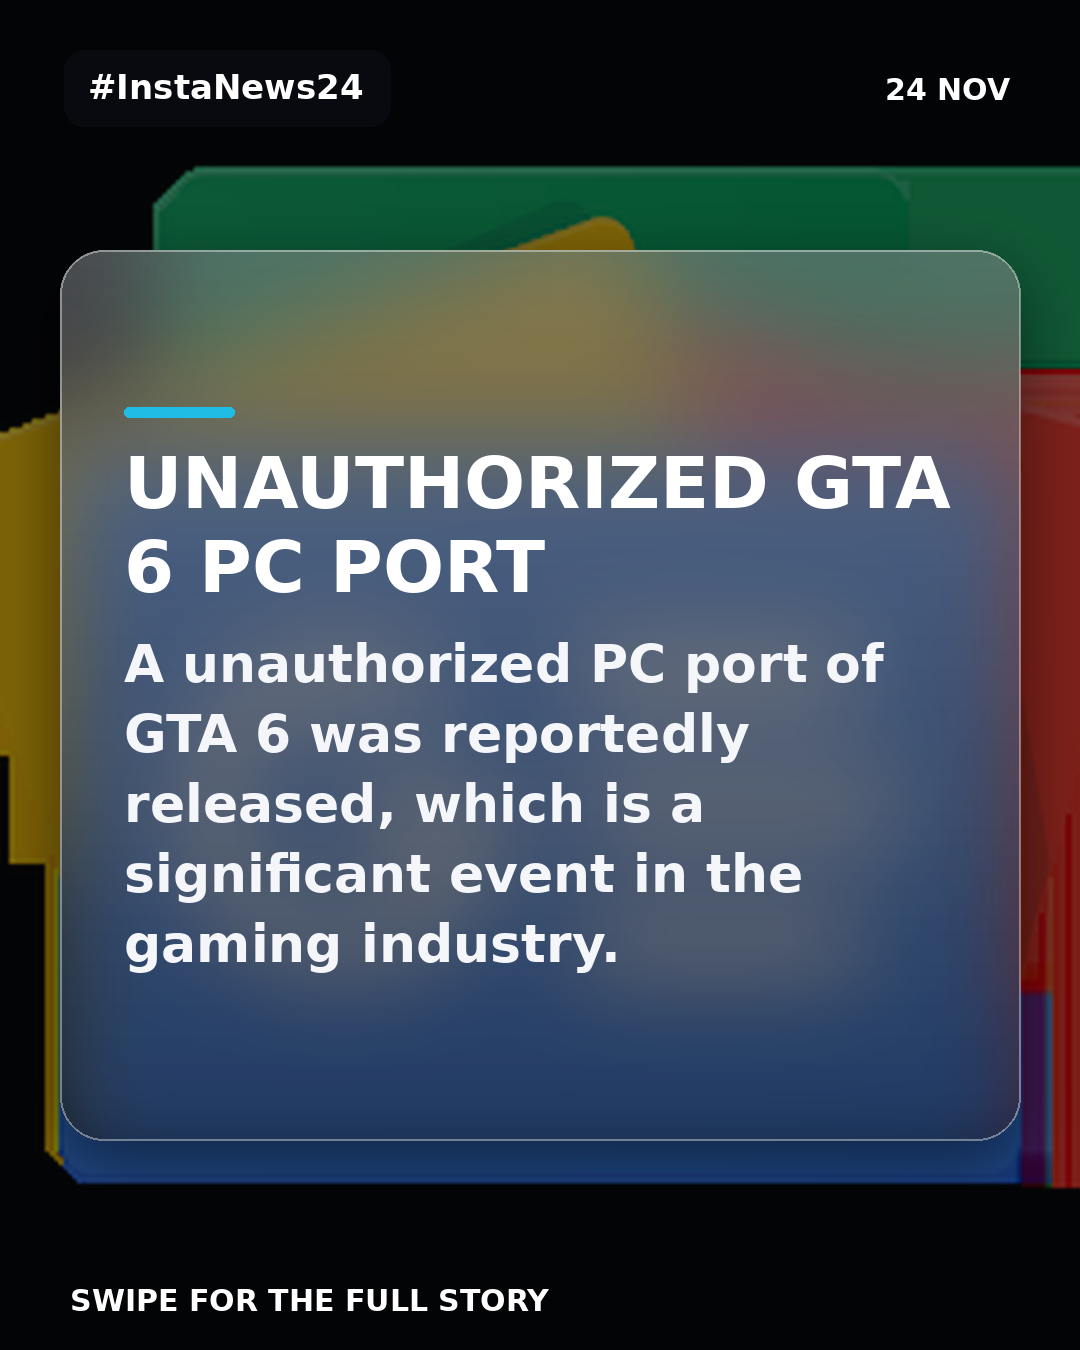 #InstaNews24
24 NOV
UNAUTHORIZED GTA
6 PC PORT
A unauthorized PC port of
GTA 6 was reportedly
released, which is a
significant event in the
gaming industry.
SWIPE FOR THE FULL STORY